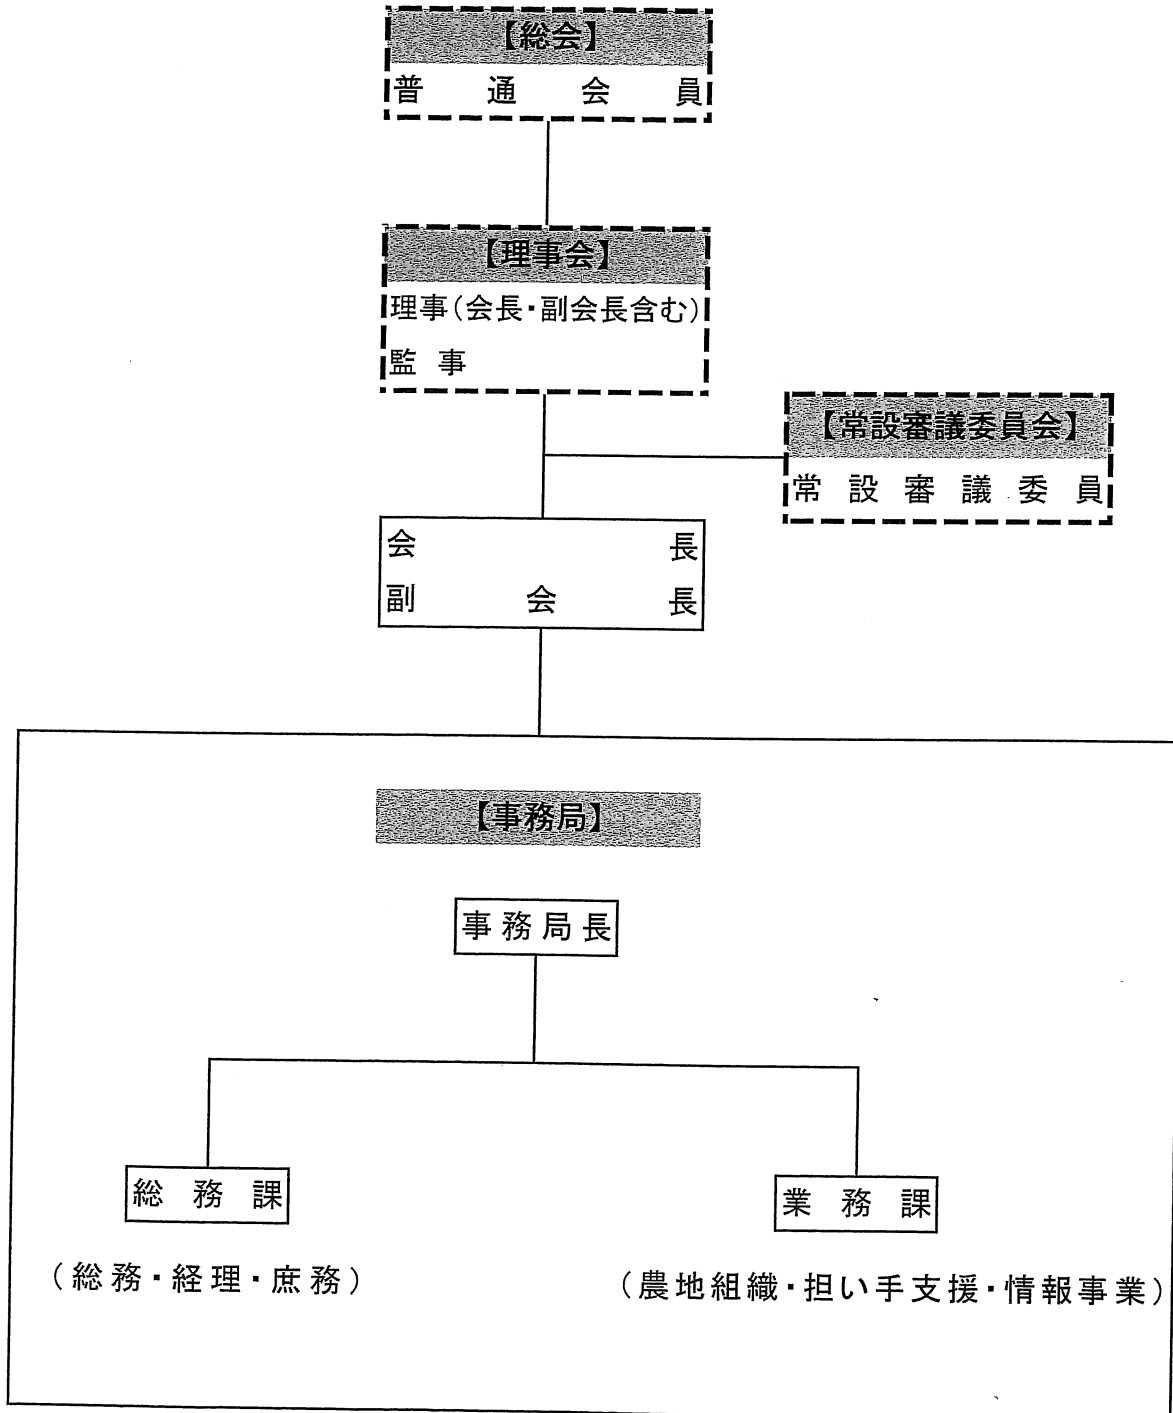 【総会】
普通会員
【理事会】
理事（会長・副会長含む）
監事
【常設審議委員会】
常設審議委員
会長
副会長
【事務局】
事務局長
総務課
業務課
（総務・経理・庶務）
（農地組織・担い手支援・情報事業）